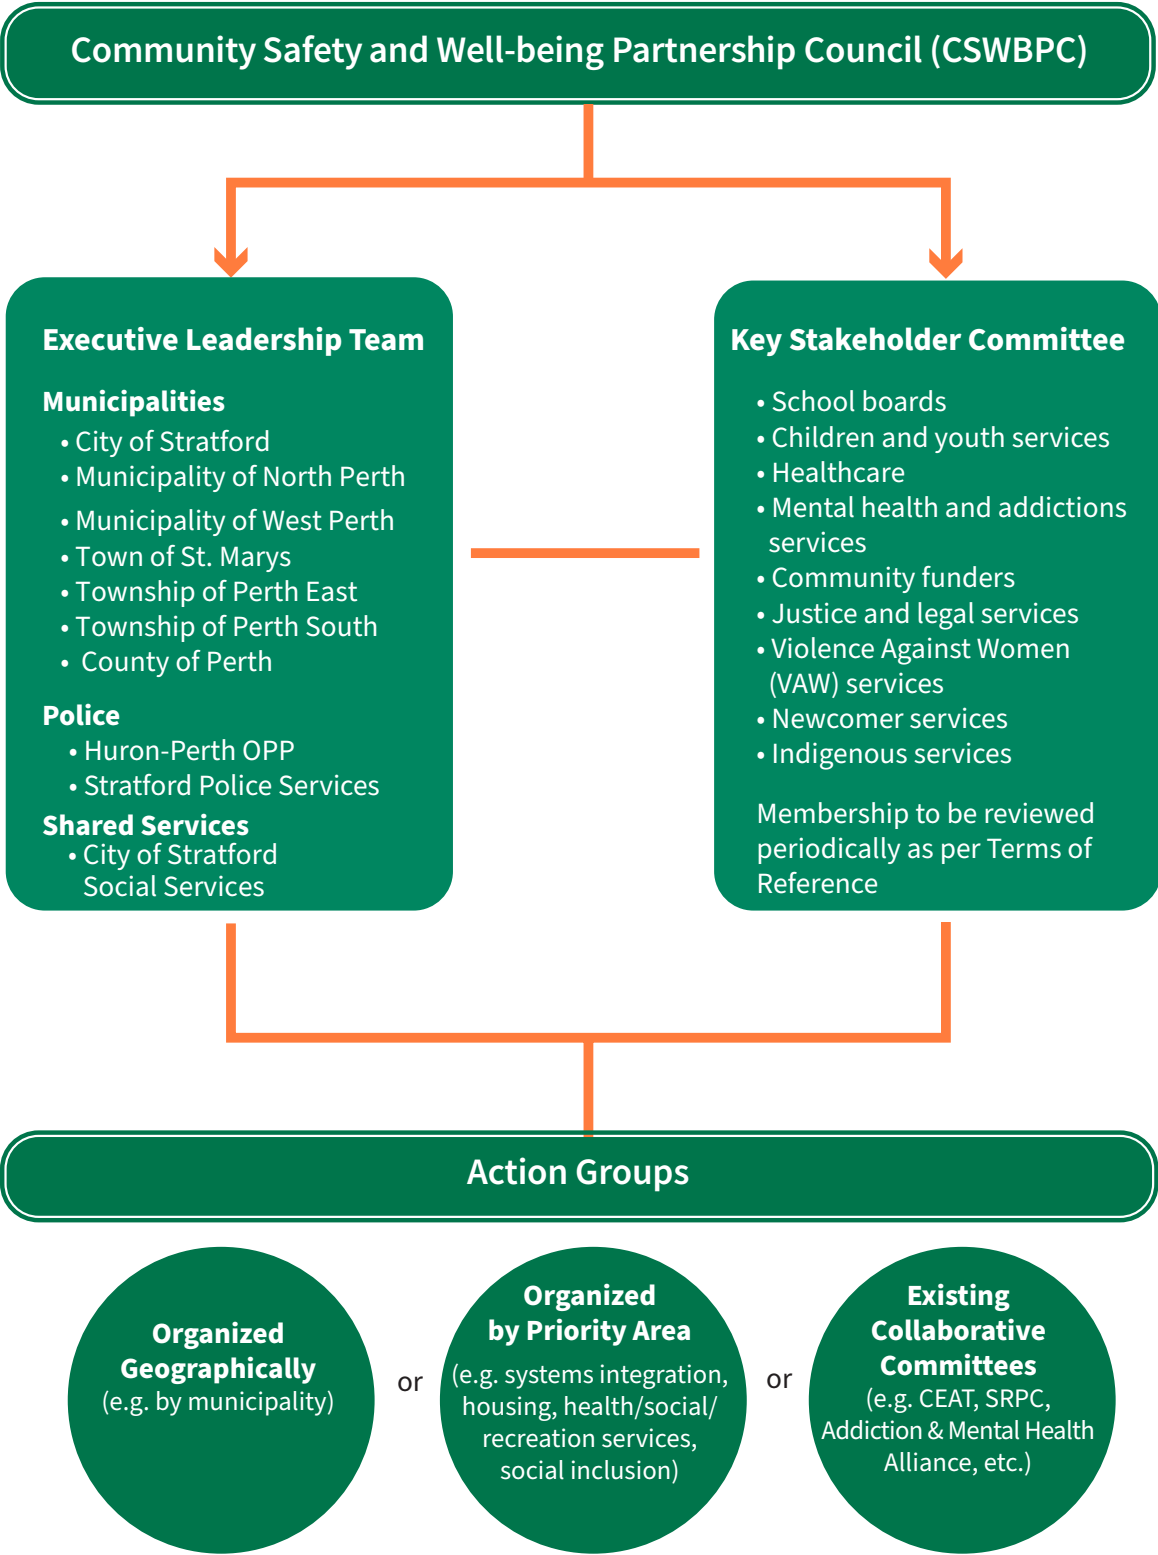 Community Safety and Well-being Partnership Council (CSWBPC)
Executive Leadership Team
Municipalities
• City of Stratford
• Municipality of North Perth
• Municipality of West Perth
• Town of St. Marys
• Township of Perth East
• Township of Perth South
• County of Perth
Police
• Huron-Perth OPP
• Stratford Police Services
Shared Services
• City of Stratford
Social Services
Key Stakeholder Committee
• School boards
• Children and youth services
• Healthcare
• Mental health and addictions
services
• Community funders
• Justice and legal services
• Violence Against Women
(VAW) services
• Newcomer services
• Indigenous services
Membership to be reviewed
periodically as per Terms of
Reference
Action Groups
Organized
Geographically
(e.g. by municipality)
or
Organized
by Priority Area
(e.g. systems integration,
housing, health/social/
recreation services,
social inclusion)
or
Existing
Collaborative
Committees
(e.g. CEAT, SRPC,
Addiction & Mental Health
Alliance, etc.)